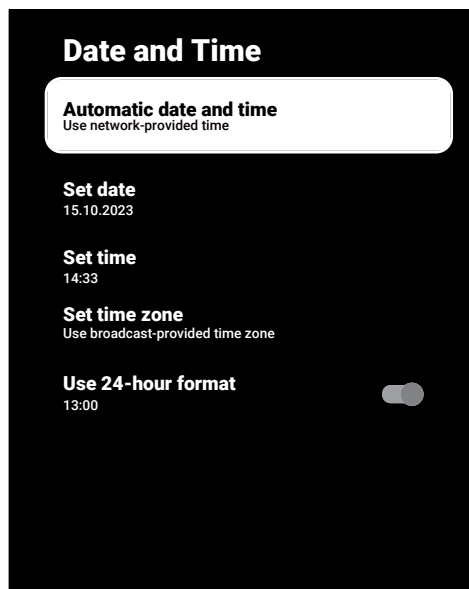 Date and Time
Automatic date and time
Use network-provided time
Set date
15.10.2023
Set time
14:33
Set time zone
Use broadcast-provided time zone
Use 24-hour format
13:00